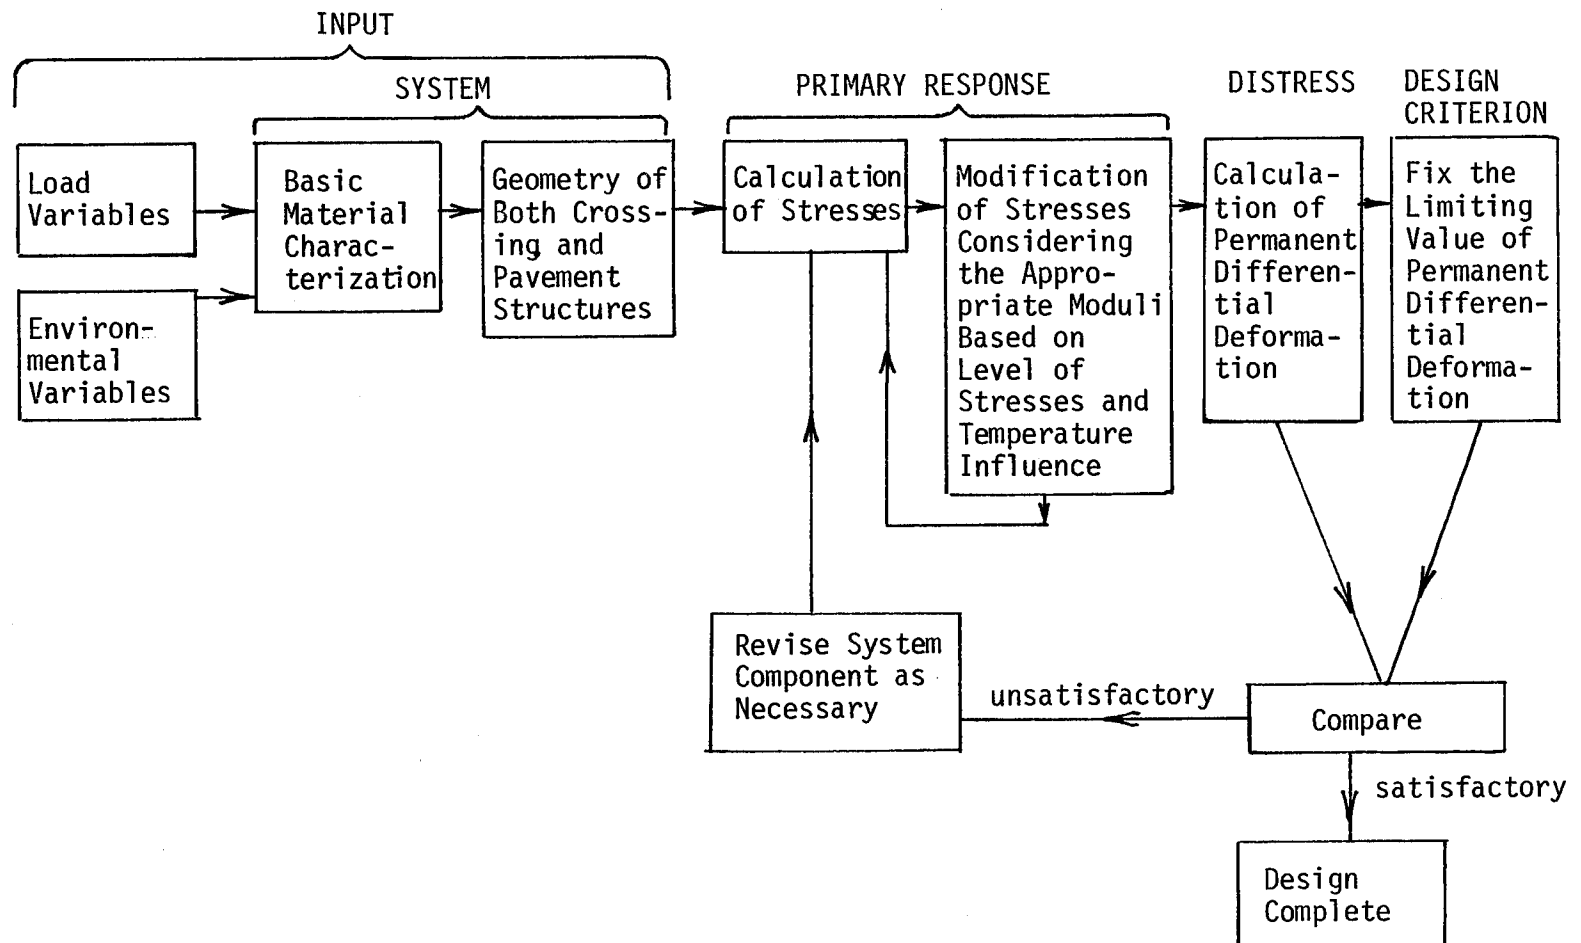 INPUT
SYSTEM
PRIMARY RESPONSE
DISTRESS
DESIGN
CRITERION
Load
Variables
Environ-
mental
Variables
Basic
Material
Charac-
terization
Geometry of
Both Cross-
ing and
Pavement
Structures
Calculation
of Stresses
Modification
of Stresses
Considering
the Appro-
priate Moduli
Based on
Level of
Stresses and
Temperature
Influence
Calcula-
tion of
Permanent
Differen-
tial
Deforma-
tion
Fix the
Limiting
Value of
Permanent
Differen-
tial
Deforma-
tion
Revise System
Component as
Necessary
unsatisfactory
Compare
satisfactory
Design
Complete